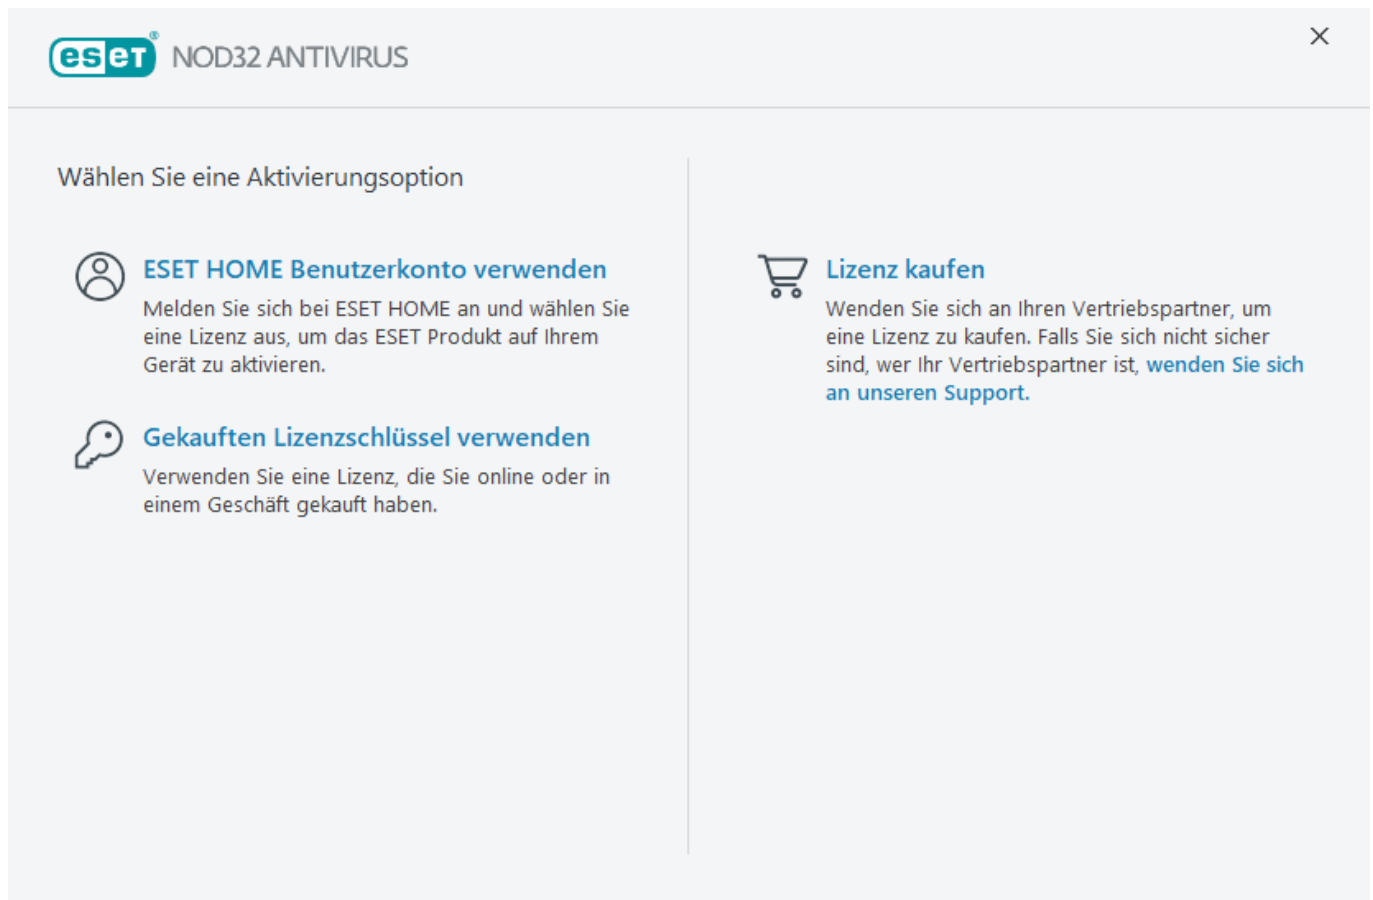 eset® NOD32 ANTIVIRUS
Wählen Sie eine Aktivierungsoption
ESET HOME Benutzerkonto verwenden
Melden Sie sich bei ESET HOME an und wählen Sie
eine Lizenz aus, um das ESET Produkt auf Ihrem
Gerät zu aktivieren.
Gekauften Lizenzschlüssel verwenden
Verwenden Sie eine Lizenz, die Sie online oder in
einem Geschäft gekauft haben.
Lizenz kaufen
Wenden Sie sich an Ihren Vertriebspartner, um
eine Lizenz zu kaufen. Falls Sie sich nicht sicher
sind, wer Ihr Vertriebspartner ist, wenden Sie sich
an unseren Support.